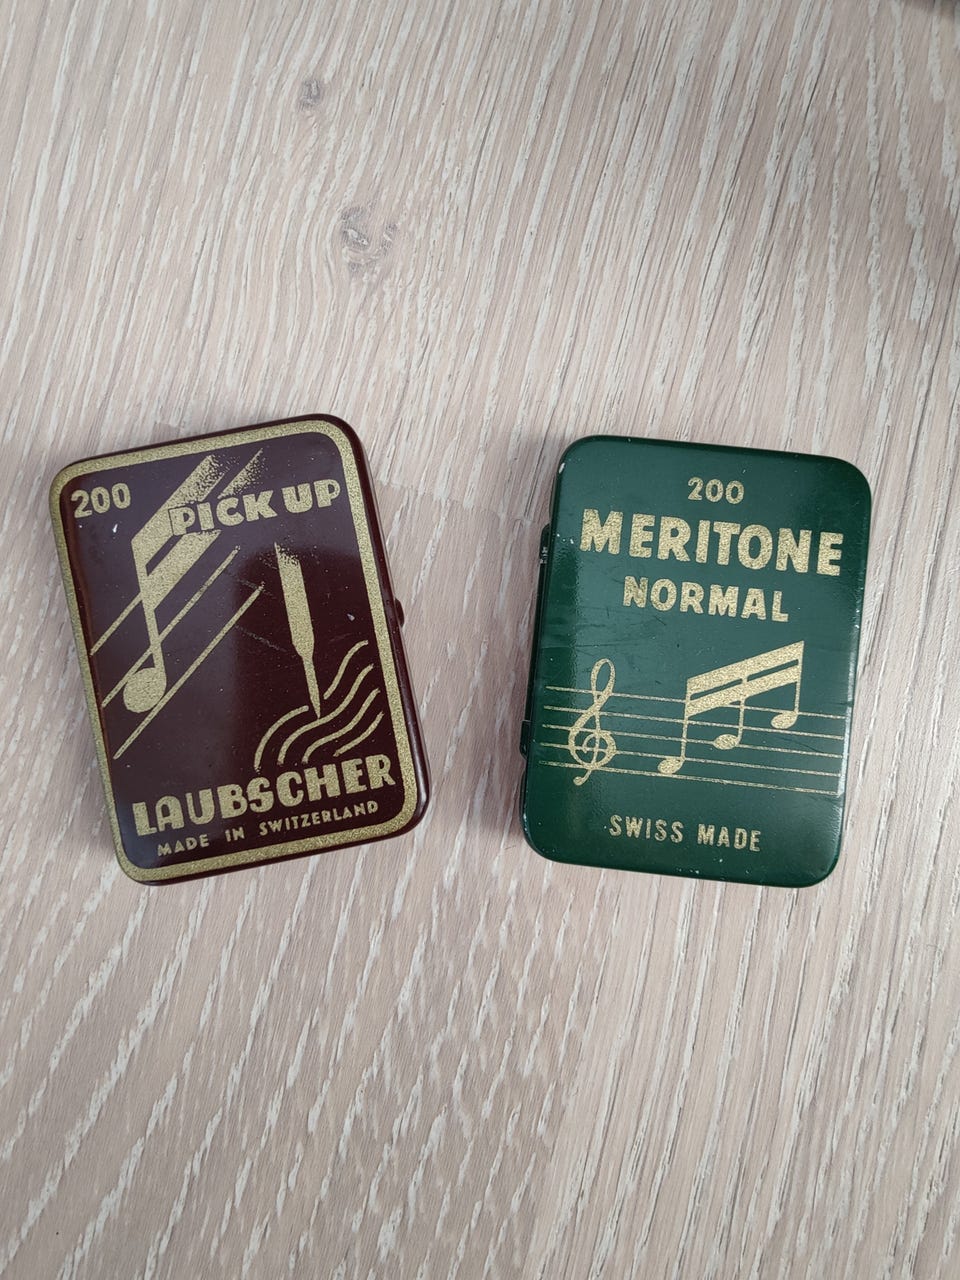 200
PICK UP
LAUBSCHER
MADE IN SWITZERLAND
200
MERITONE
NORMAL
SWISS MADE